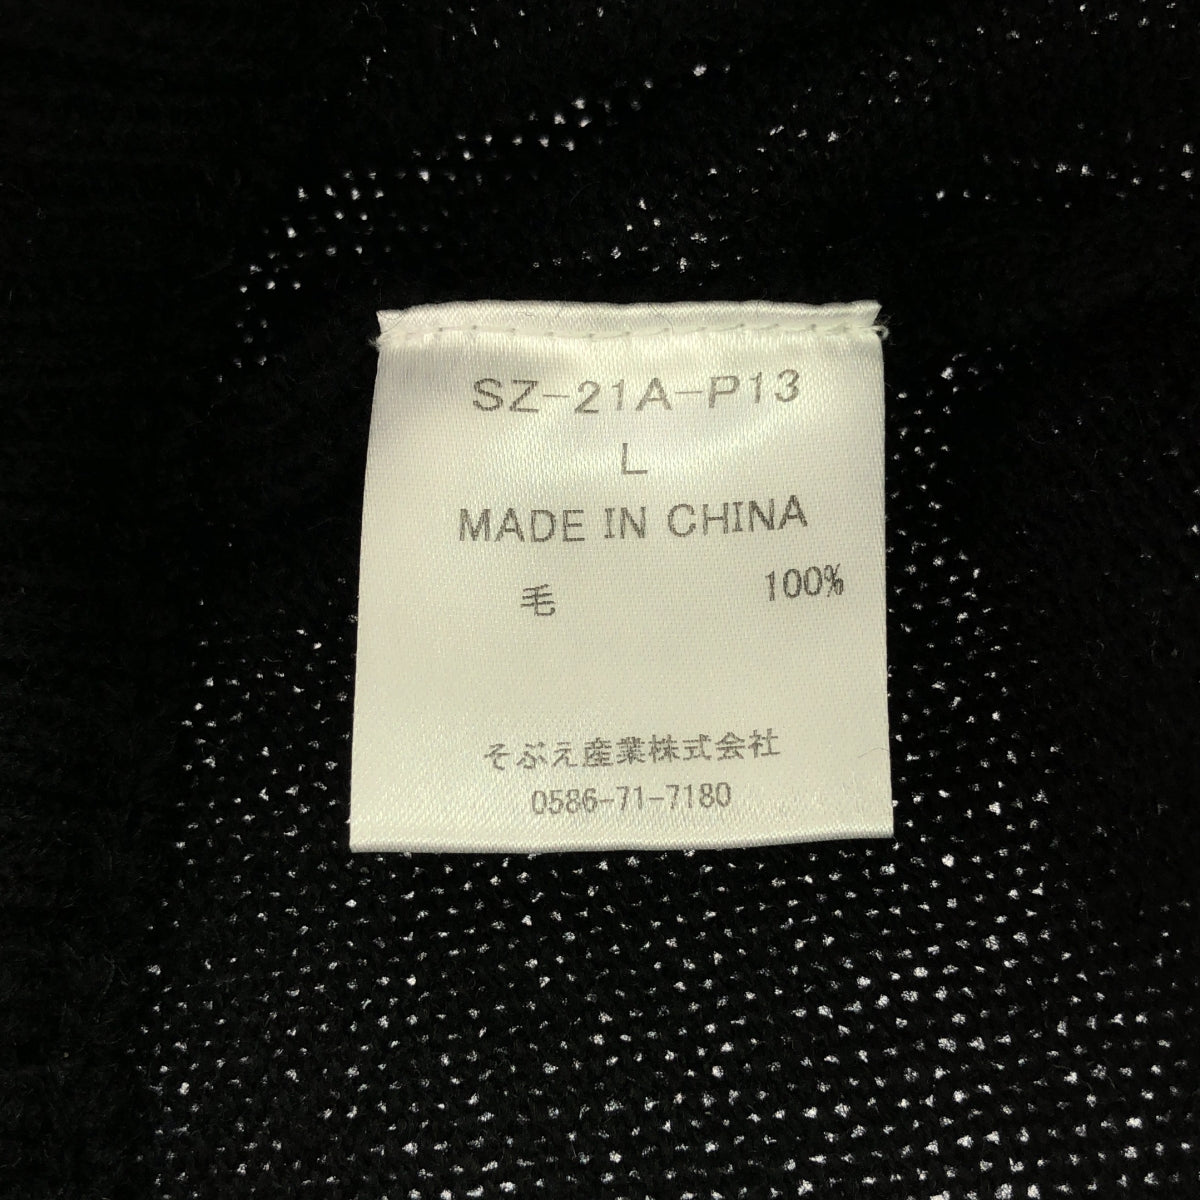 SZ-21A-P13
L
MADE IN CHINA
毛 100%
そぶえ産業株式会社
0586-71-7180